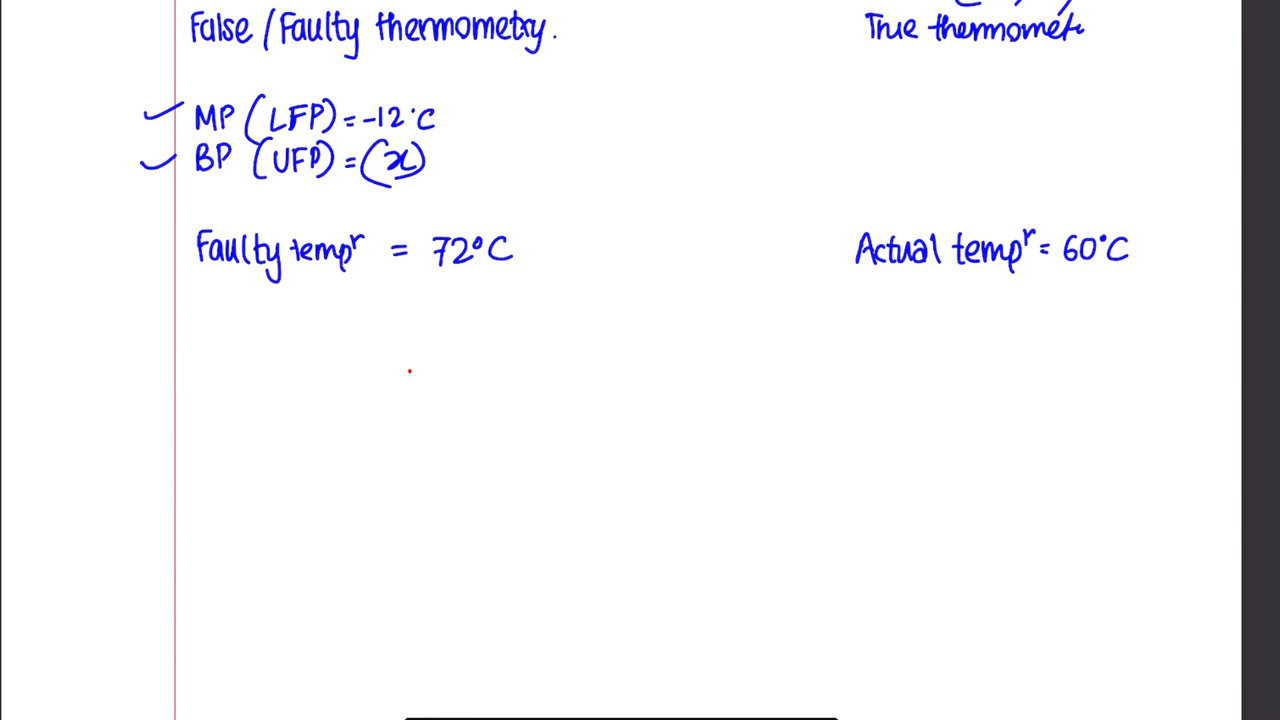 False / Faulty thermometry.
True thermomete
MP (LFP) = -12°C
BP (UFP) = (x)
Faulty tempr = 72°C
Actual tempr = 60°C